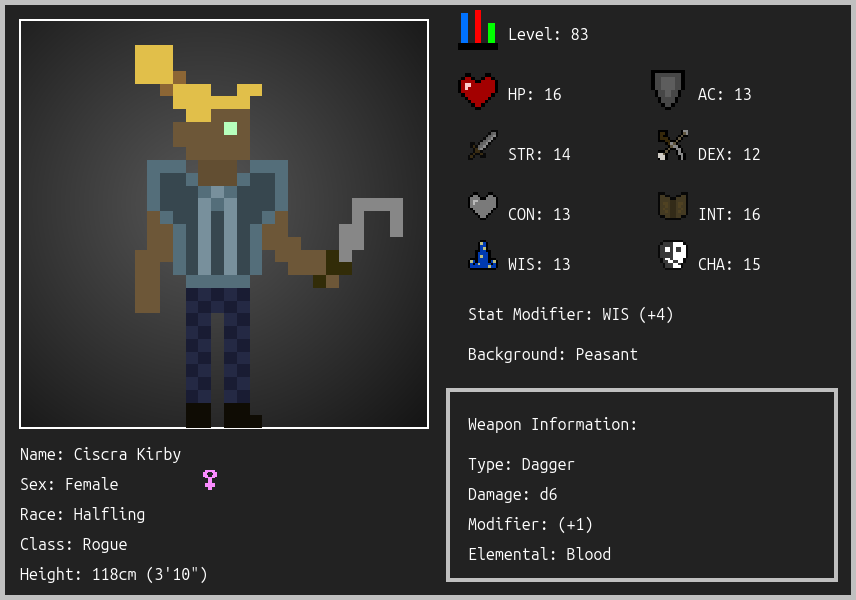 Level: 83
HP: 16
AC: 13
STR: 14
DEX: 12
CON: 13
INT: 16
WIS: 13
CHA: 15
Stat Modifier: WIS (+4)
Background: Peasant
Weapon Information:
Type: Dagger
Damage: d6
Modifier: (+1)
Elemental: Blood
Name: Ciscra Kirby
Sex: Female
Race: Halfling
Class: Rogue
Height: 118cm (3'10")